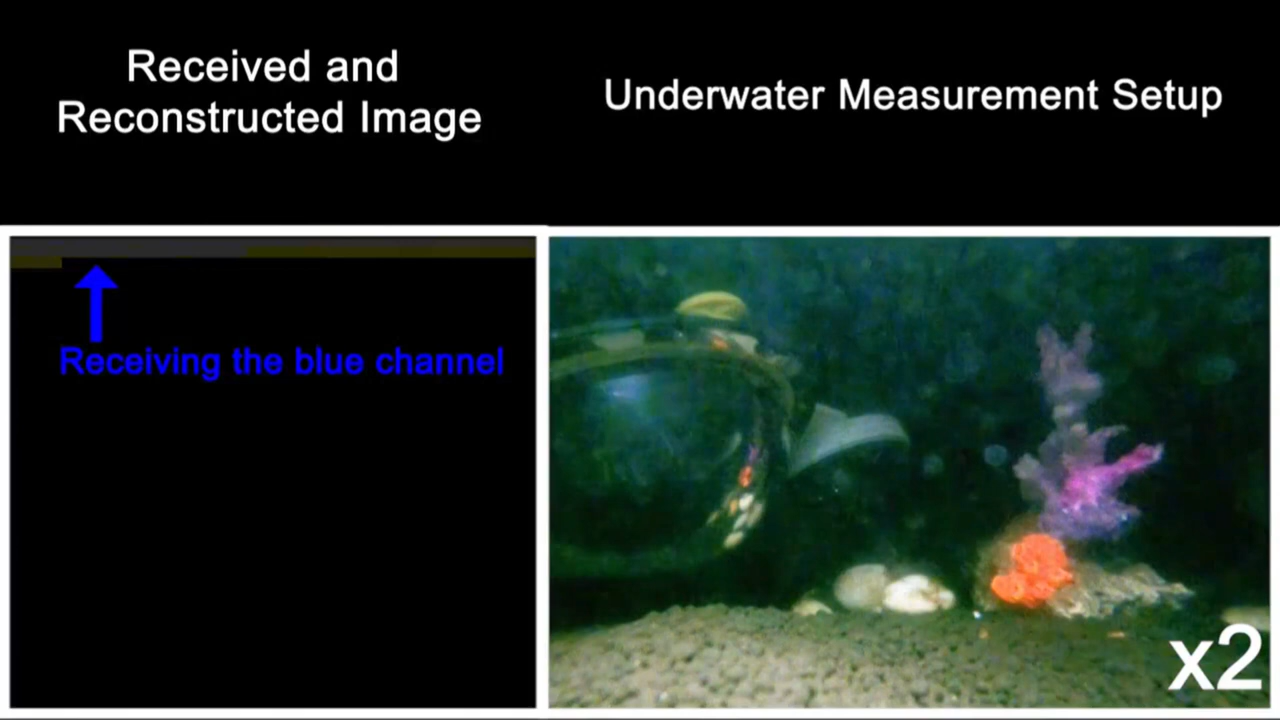 Received and
Reconstructed Image
Underwater Measurement Setup
Receiving the blue channel
x2